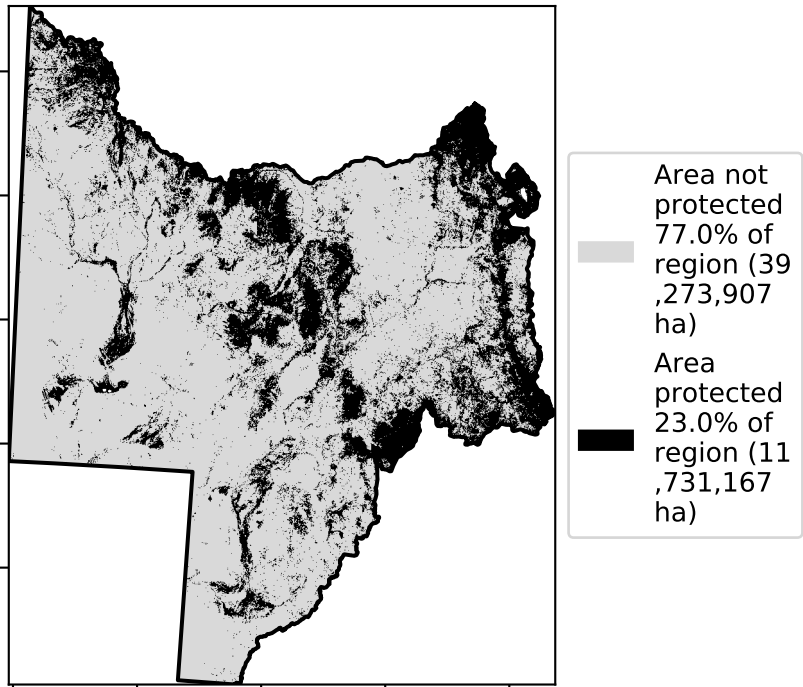 Area not
protected
77.0% of
region (39
,273,907
ha)
Area
protected
23.0% of
region (11
,731,167
ha)